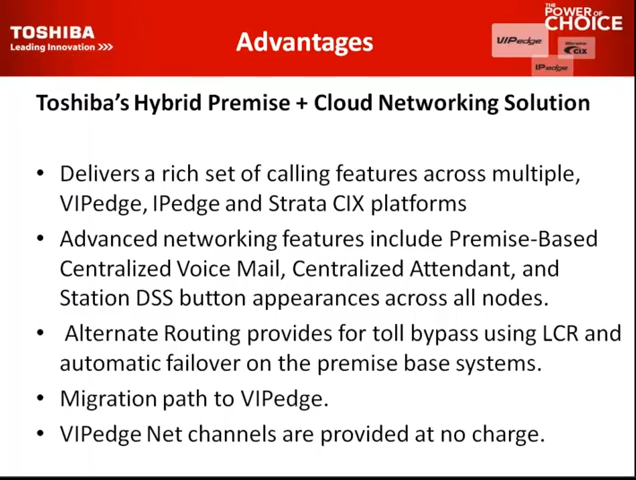 TOSHIBA
Leading Innovation >>>
Advantages
THE
POWER OF
CHOICE
VIPedge
Strata
CIX
IPedge
Toshiba's Hybrid Premise + Cloud Networking Solution
• Delivers a rich set of calling features across multiple,
VIPedge, IPedge and Strata CIX platforms
• Advanced networking features include Premise-Based
Centralized Voice Mail, Centralized Attendant, and
Station DSS button appearances across all nodes.
• Alternate Routing provides for toll bypass using LCR and
automatic failover on the premise base systems.
• Migration path to VIPedge.
• VIPedge Net channels are provided at no charge.